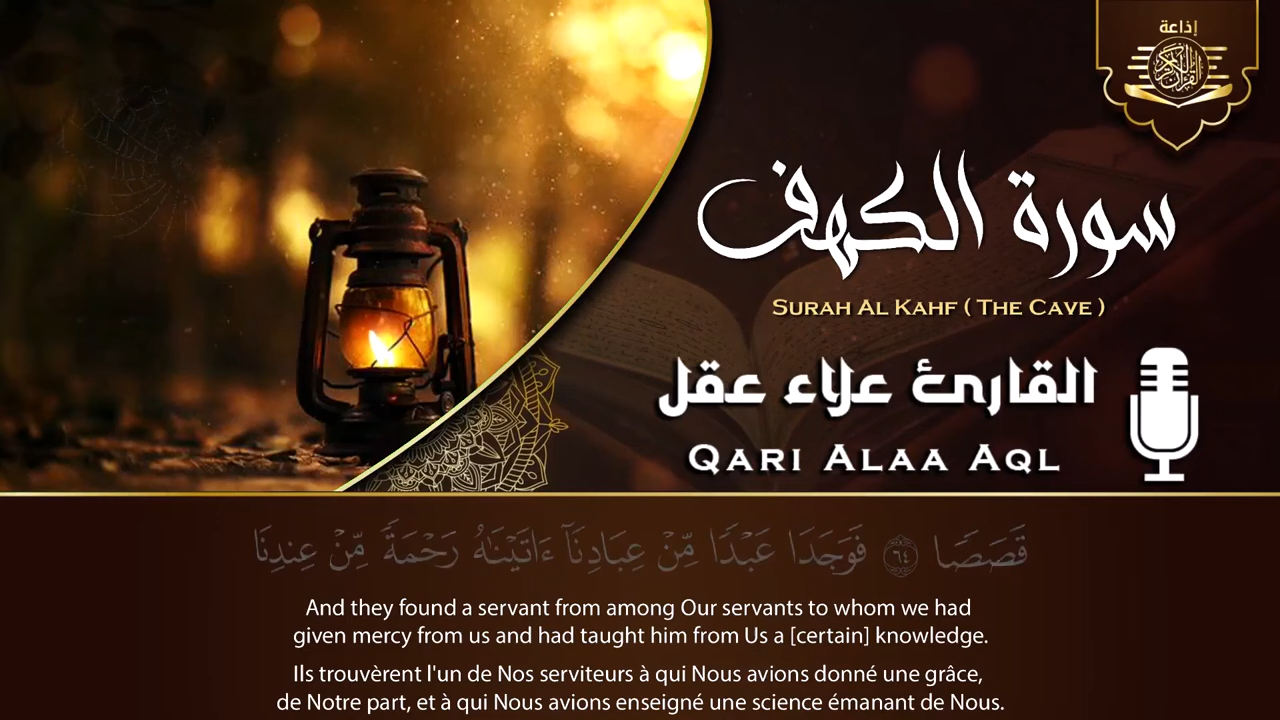 إذاعة
القرآن الكريم
سورة الكهف
SURAH AL KAHF ( THE CAVE )
القارئ علاء عقل
QARI ALAA AQL
قَصَصًا ٦٤ فَوَجَدَا عَبْدًا مِّنْ عِبَادِنَآ ءَاتَيْنَٰهُ رَحْمَةً مِّنْ عِندِنَا
And they found a servant from among Our servants to whom we had
given mercy from us and had taught him from Us a [certain] knowledge.
Ils trouvèrent l'un de Nos serviteurs à qui Nous avions donné une grâce,
de Notre part, et à qui Nous avions enseigné une science émanant de Nous.